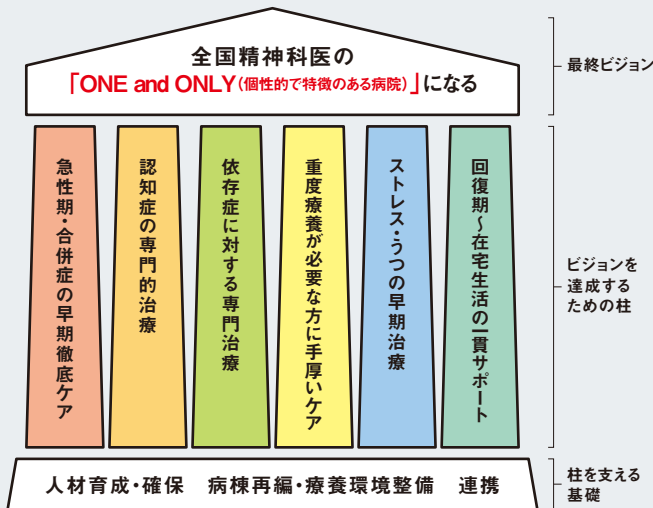 全国精神科医の
「ONE and ONLY(個性的で特徴のある病院)」になる
最終ビジョン
急性期・合併症の早期徹底ケア
認知症の専門的治療
依存症に対する専門治療
重度療養が必要な方に手厚いケア
ストレス・うつの早期治療
回復期〜在宅生活の一貫サポート
ビジョンを
達成する
ための柱
人材育成・確保　病棟再編・療養環境整備　連携
柱を支える
基礎